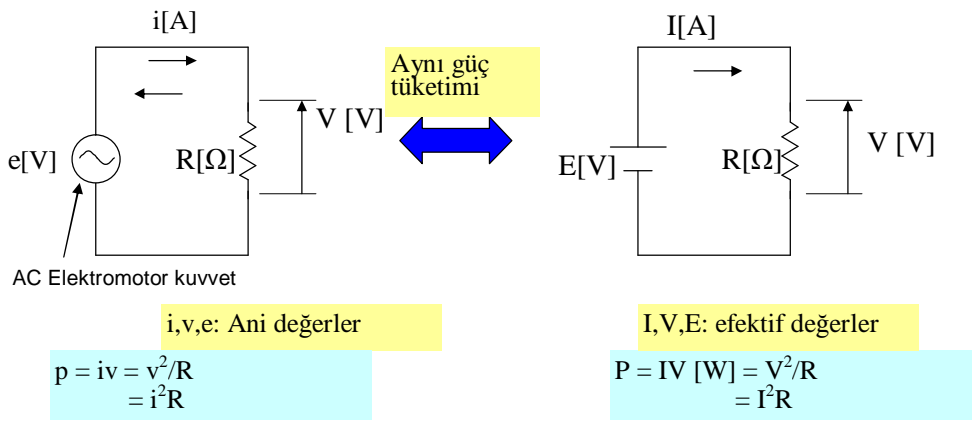 i[A]
V [V]
e[V]
R[Ω]
AC Elektromotor kuvvet
Aynı güç
tüketimi
I[A]
E[V]
R[Ω]
V [V]
i,v,e: Ani değerler
p = iv = v²/R
= i²R
I,V,E: efektif değerler
P = IV [W] = V²/R
= I²R